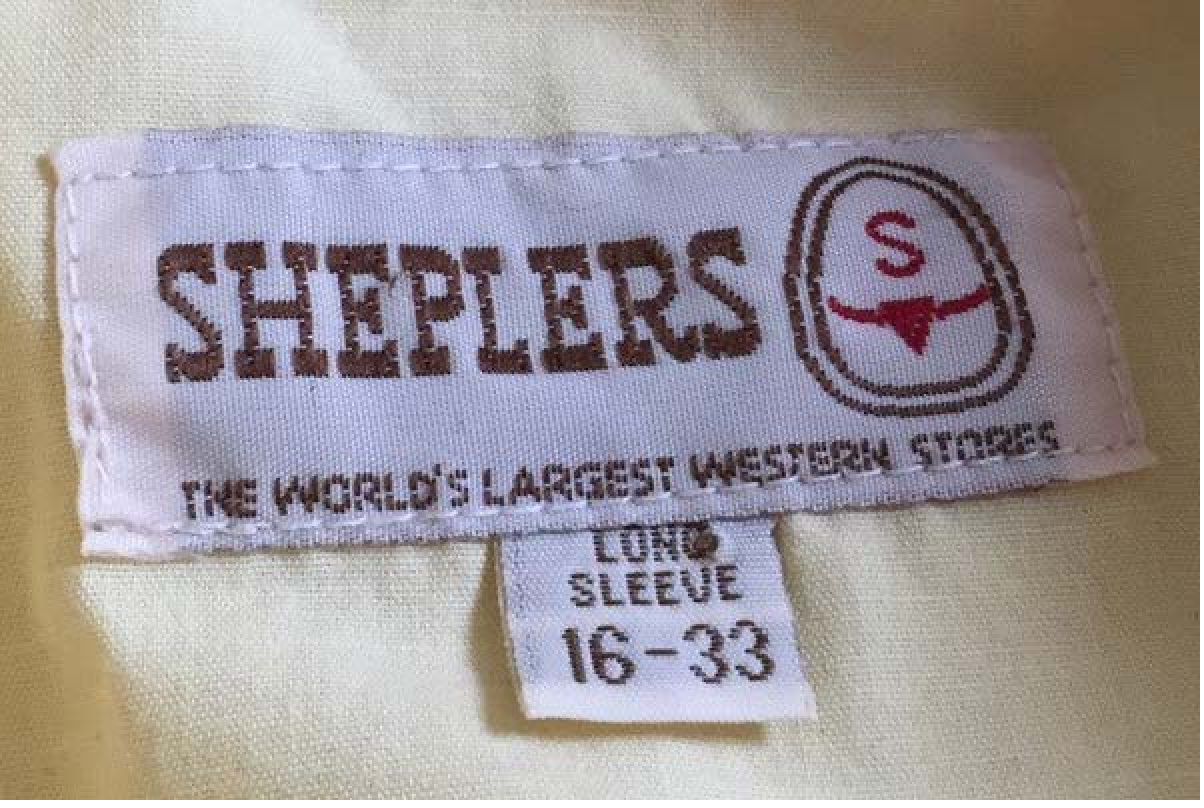 SHEPLERS
S
THE WORLD'S LARGEST WESTERN STORES
LONG
SLEEVE
16-33